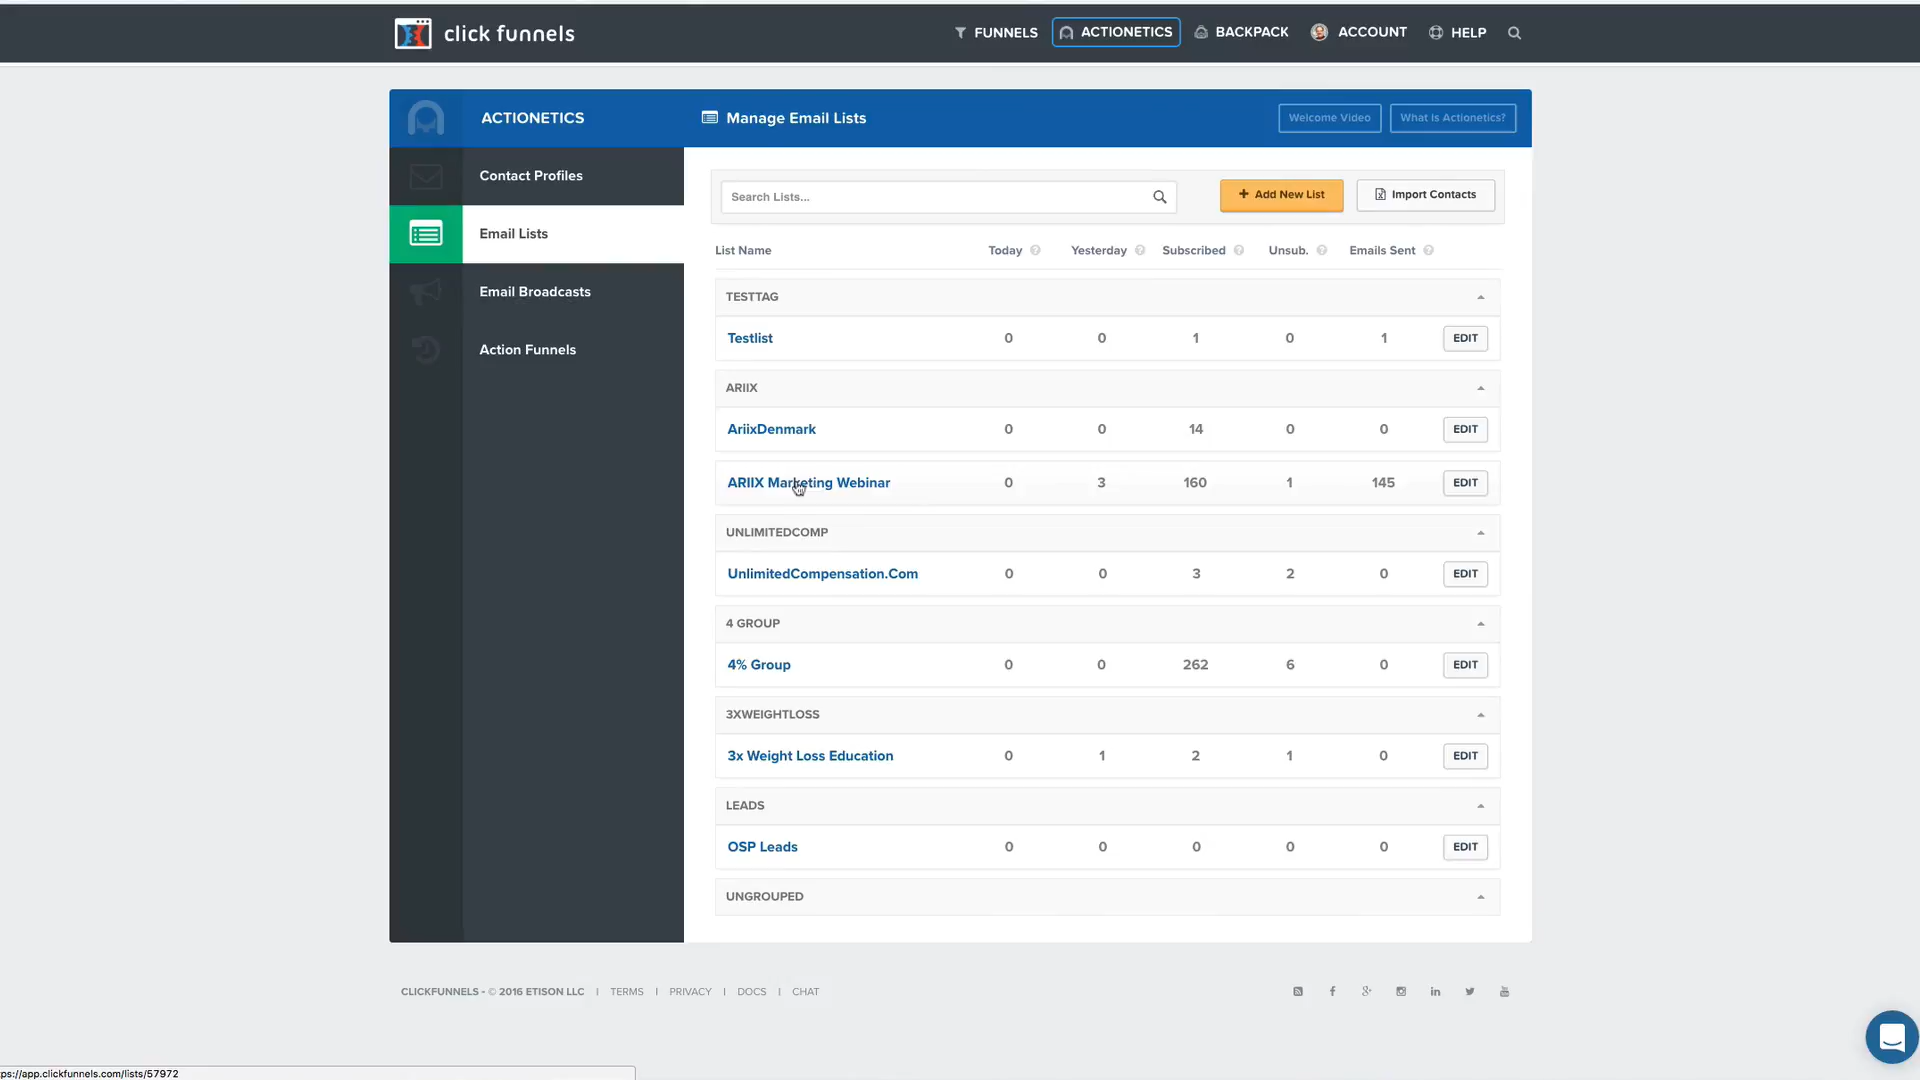 click funnels
FUNNELS
ACTIONETICS
BACKPACK
ACCOUNT
HELP
ACTIONETICS
Manage Email Lists
Welcome Video
What Is Actionetics?
Contact Profiles
Email Lists
Email Broadcasts
Action Funnels
Search Lists...
+ Add New List
Import Contacts
List Name Today ? Yesterday ? Subscribed ? Unsub. ? Emails Sent ?
TESTTAG
Testlist 0 0 1 0 1 EDIT
ARIIX
AriixDenmark 0 0 14 0 0 EDIT
ARIIX Marketing Webinar 0 3 160 1 145 EDIT
UNLIMITEDCOMP
UnlimitedCompensation.Com 0 0 3 2 0 EDIT
4 GROUP
4% Group 0 0 262 6 0 EDIT
3XWEIGHTLOSS
3x Weight Loss Education 0 1 2 1 0 EDIT
LEADS
OSP Leads 0 0 0 0 0 EDIT
UNGROUPED
CLICKFUNNELS - © 2016 ETISON LLC | TERMS | PRIVACY | DOCS | CHAT
ps://app.clickfunnels.com/lists/57972